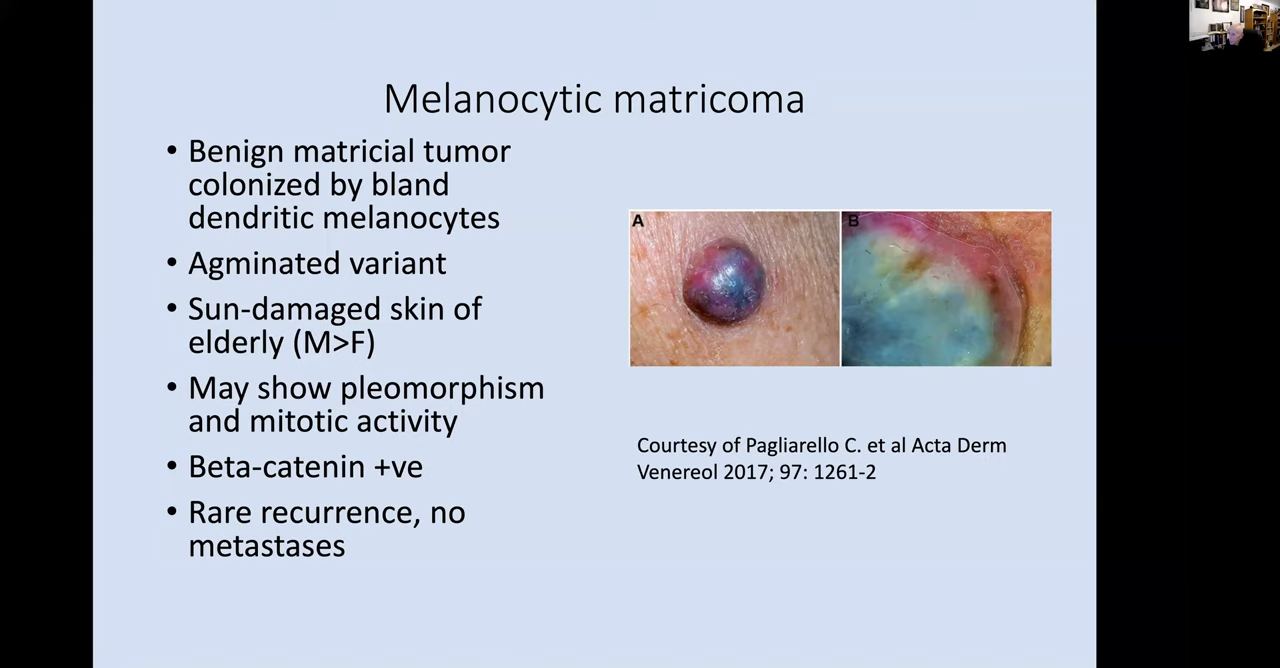 Melanocytic matricoma
• Benign matricial tumor
colonized by bland
dendritic melanocytes
• Agminated variant
• Sun-damaged skin of
elderly (M>F)
• May show pleomorphism
and mitotic activity
• Beta-catenin +ve
• Rare recurrence, no
metastases
A
B
Courtesy of Pagliarello C. et al Acta Derm
Venereol 2017; 97: 1261-2